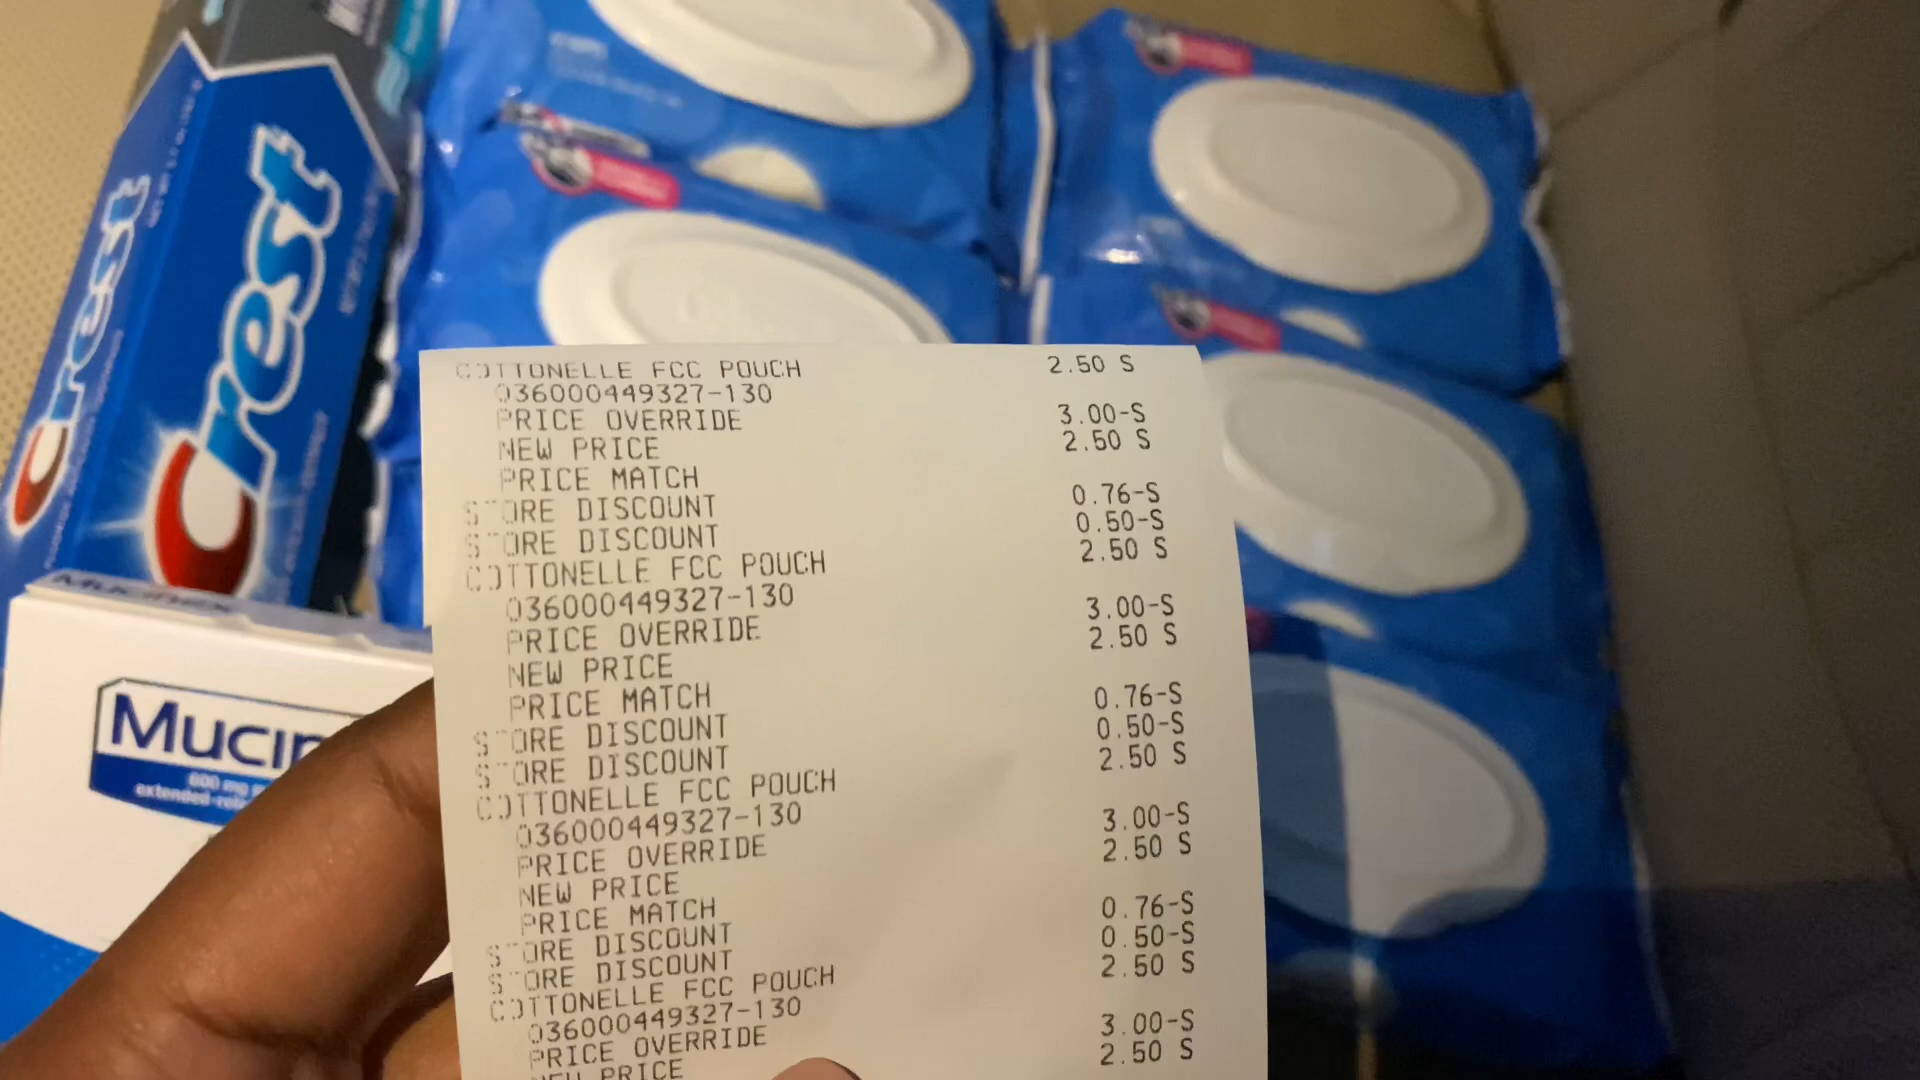 Crest
Crest
Mucin
600 mg
extended-rele
COTTONELLE FCC POUCH 2.50 S
036000449327-130
PRICE OVERRIDE 3.00-S
NEW PRICE 2.50 S
PRICE MATCH
STORE DISCOUNT 0.76-S
STORE DISCOUNT 0.50-S
COTTONELLE FCC POUCH 2.50 S
036000449327-130
PRICE OVERRIDE 3.00-S
NEW PRICE 2.50 S
PRICE MATCH
STORE DISCOUNT 0.76-S
STORE DISCOUNT 0.50-S
COTTONELLE FCC POUCH 2.50 S
036000449327-130
PRICE OVERRIDE 3.00-S
NEW PRICE 2.50 S
PRICE MATCH
STORE DISCOUNT 0.76-S
STORE DISCOUNT 0.50-S
COTTONELLE FCC POUCH 2.50 S
036000449327-130
PRICE OVERRIDE 3.00-S
NEW PRICE 2.50 S